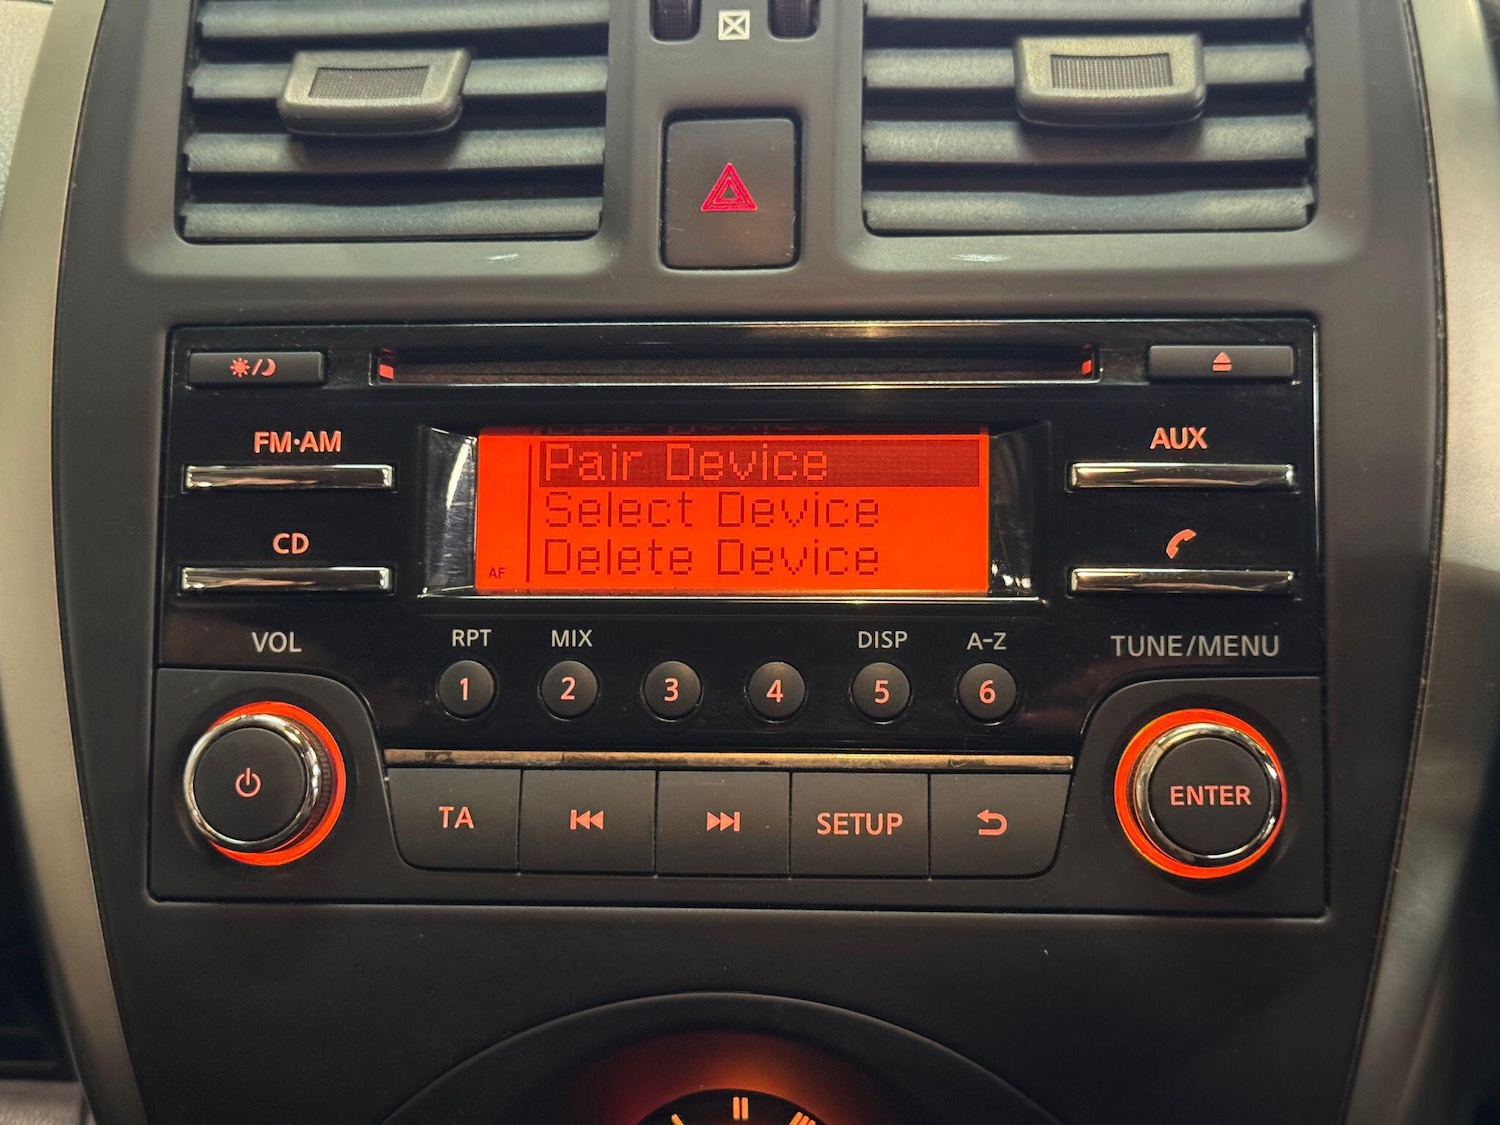 FM·AM
AUX
Pair Device
Select Device
Delete Device
AF
CD
VOL
RPT
MIX
DISP
A-Z
TUNE/MENU
1
2
3
4
5
6
TA
SETUP
ENTER